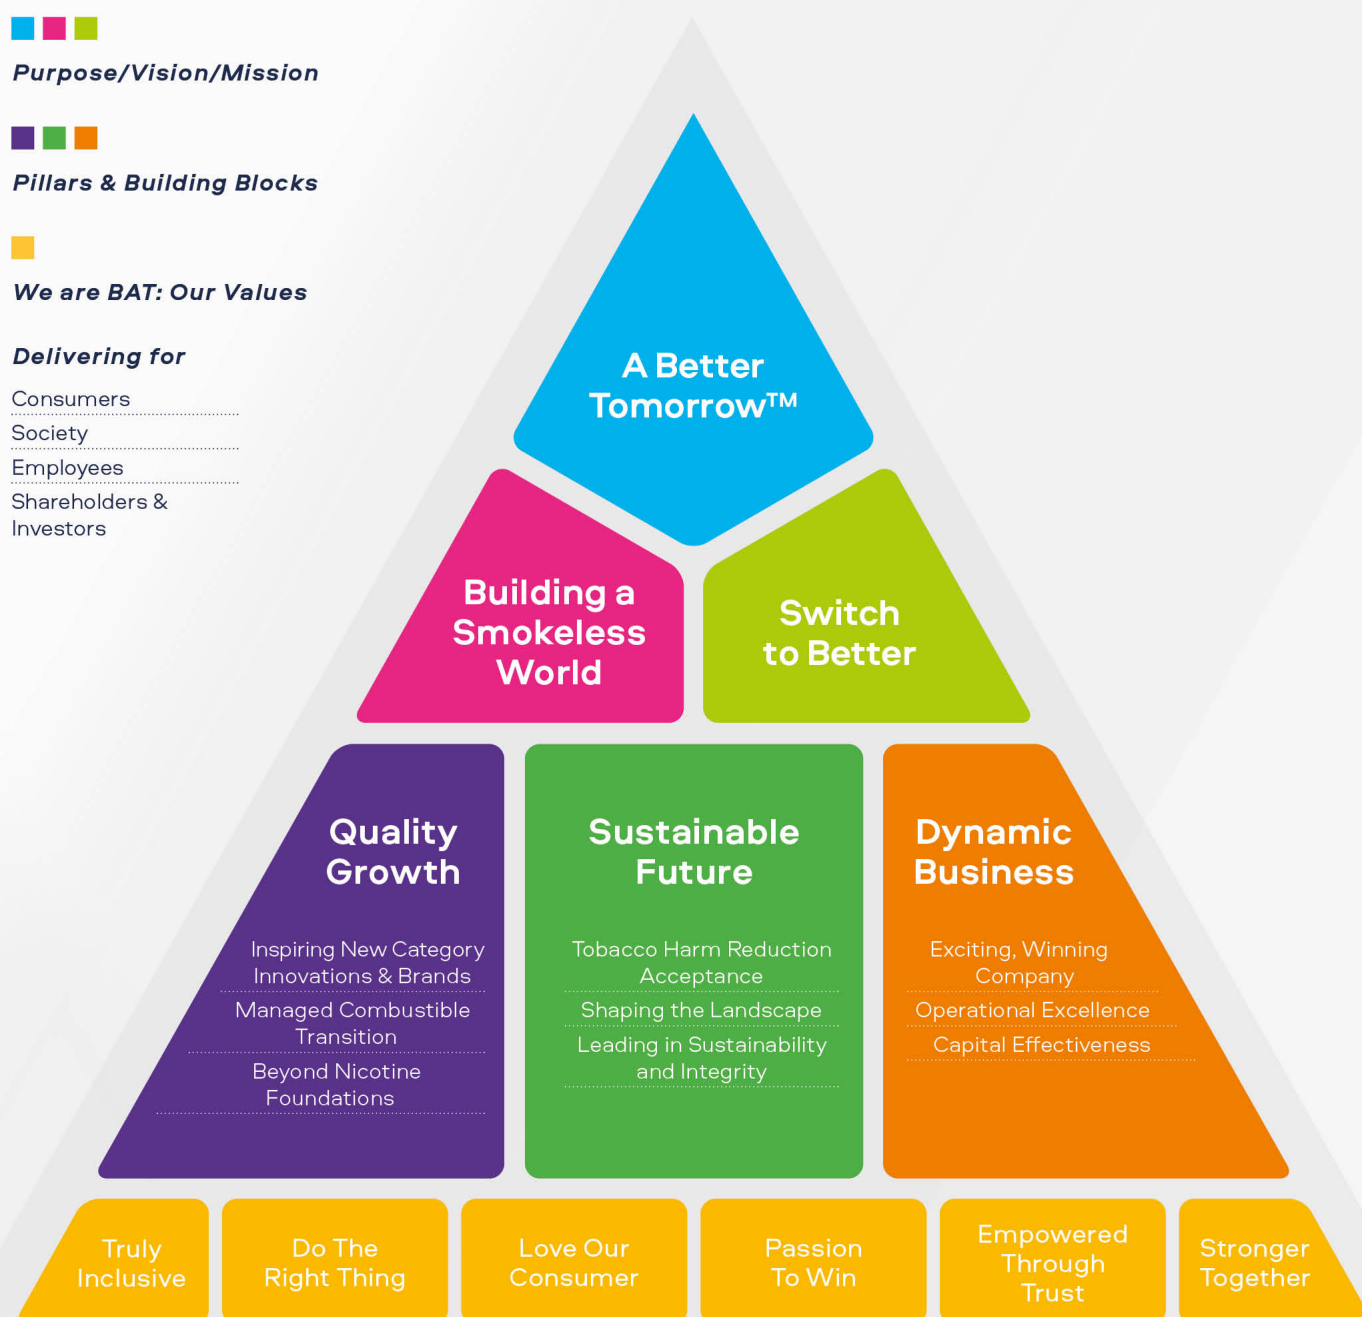 Purpose/Vision/Mission
Pillars & Building Blocks
We are BAT: Our Values
Delivering for
Consumers
Society
Employees
Shareholders &
Investors
A Better
Tomorrow™
Building a
Smokeless
World
Switch
to Better
Quality
Growth
Inspiring New Category
Innovations & Brands
Managed Combustible
Transition
Beyond Nicotine
Foundations
Sustainable
Future
Tobacco Harm Reduction
Acceptance
Shaping the Landscape
Leading in Sustainability
and Integrity
Dynamic
Business
Exciting, Winning
Company
Operational Excellence
Capital Effectiveness
Truly
Inclusive
Do The
Right Thing
Love Our
Consumer
Passion
To Win
Empowered
Through
Trust
Stronger
Together